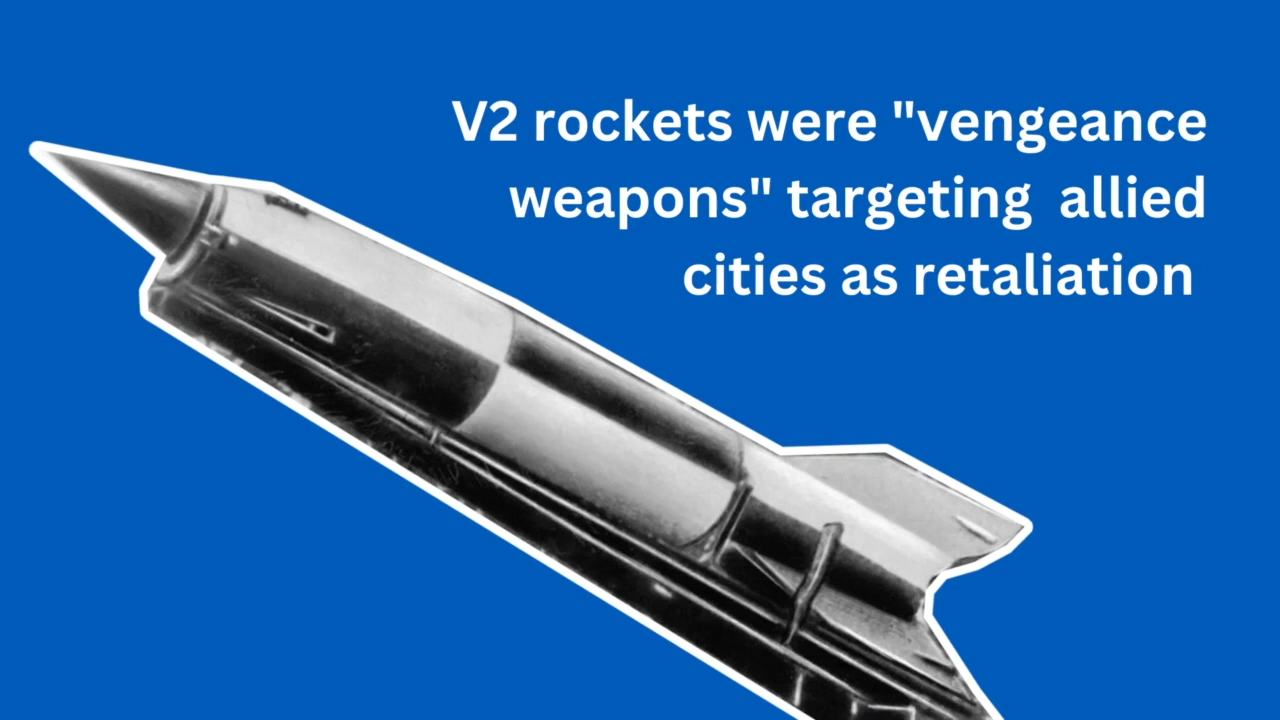 V2 rockets were "vengeance
weapons" targeting  allied
cities as retaliation